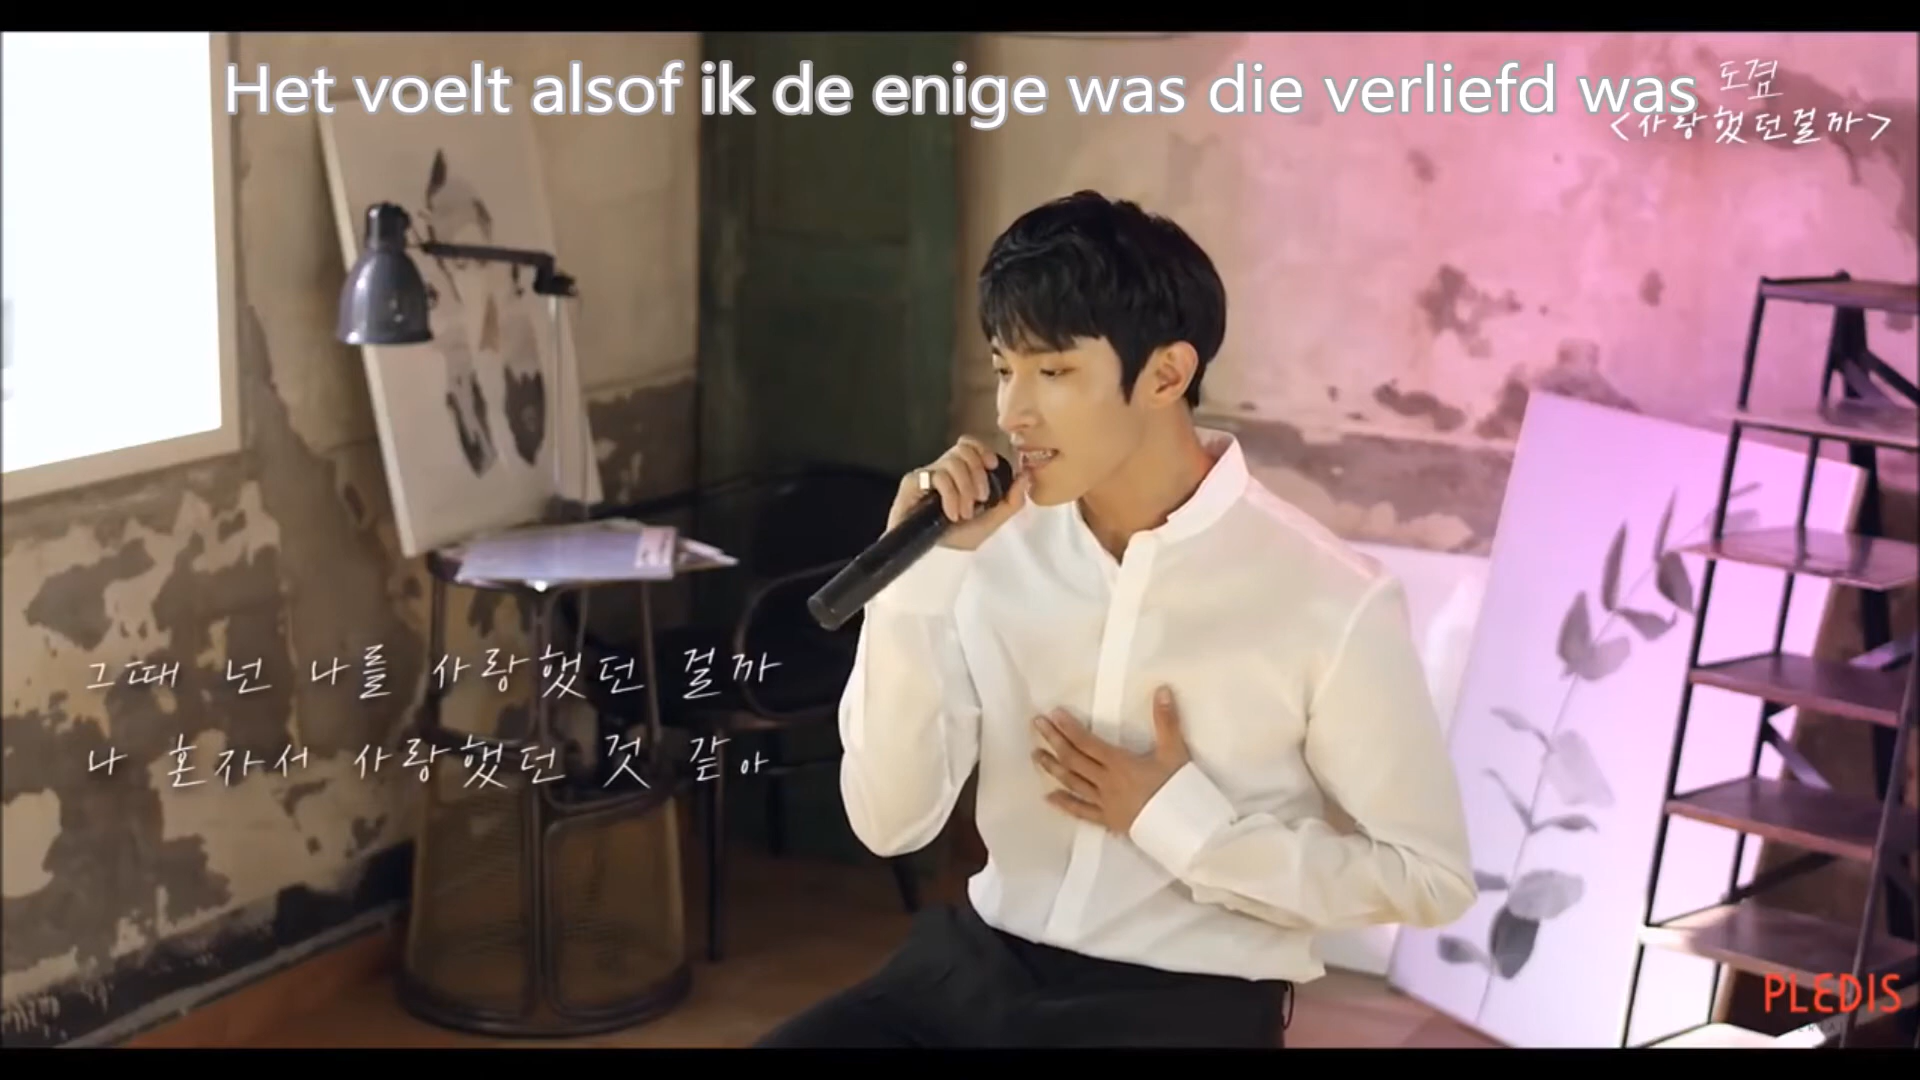 Het voelt alsof ik de enige was die verliefd was
도겸
<사랑했던걸까>
그때 넌 나를 사랑했던 걸까
나 혼자서 사랑했던 것 같아
PLEDIS